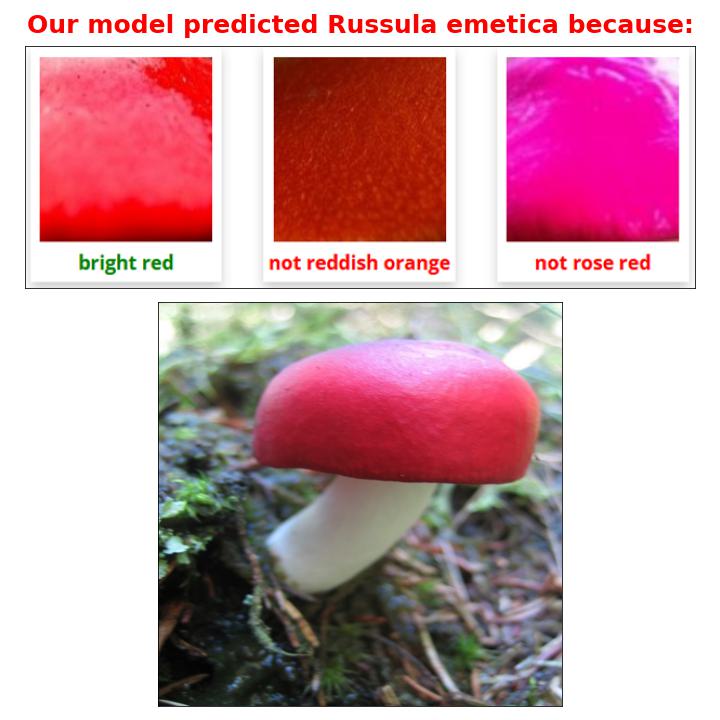 Our model predicted Russula emetica because:
bright red
not reddish orange
not rose red